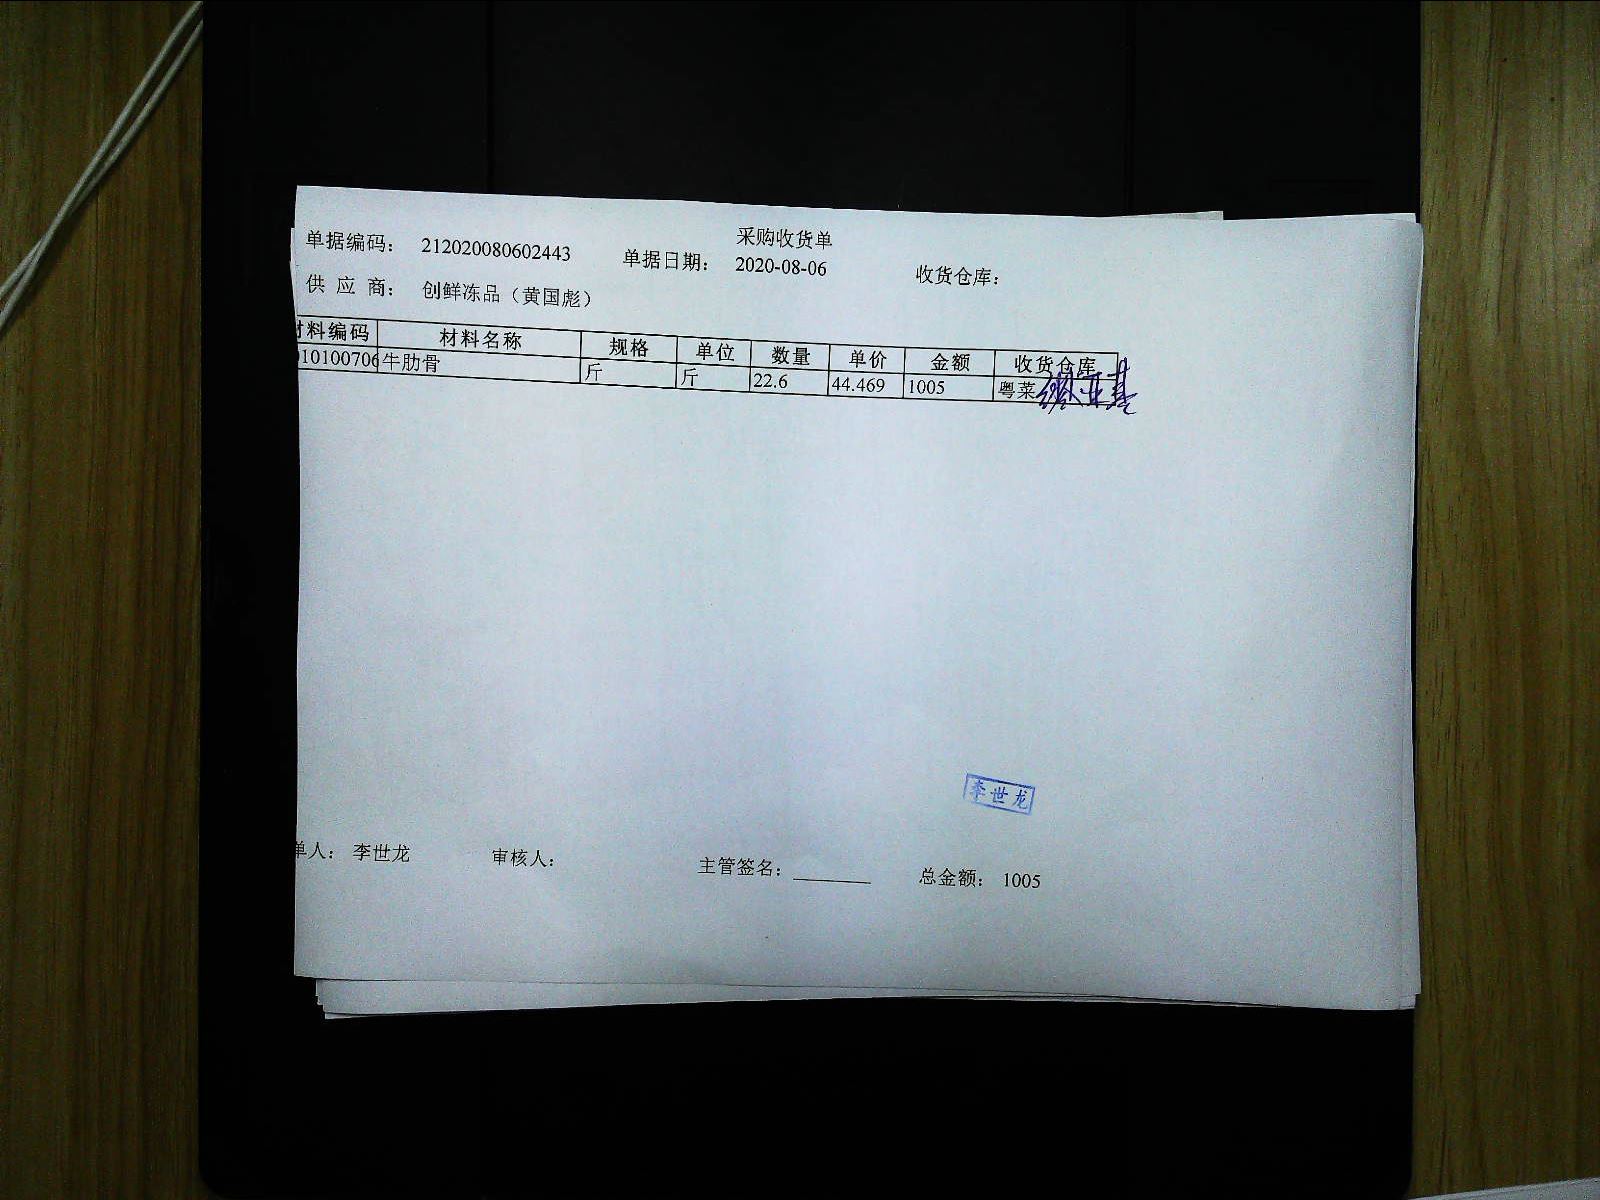 采购收货单
单据编码： 212020080602443 单据日期： 2020-08-06 收货仓库：
供 应 商： 创鲜冻品（黄国彪）
材料编码 材料名称 规格 单位 数量 单价 金额 收货仓库
010100706 牛肋骨 斤 斤 22.6 44.469 1005 粤菜
李世龙
单人： 李世龙 审核人： 主管签名： 总金额： 1005